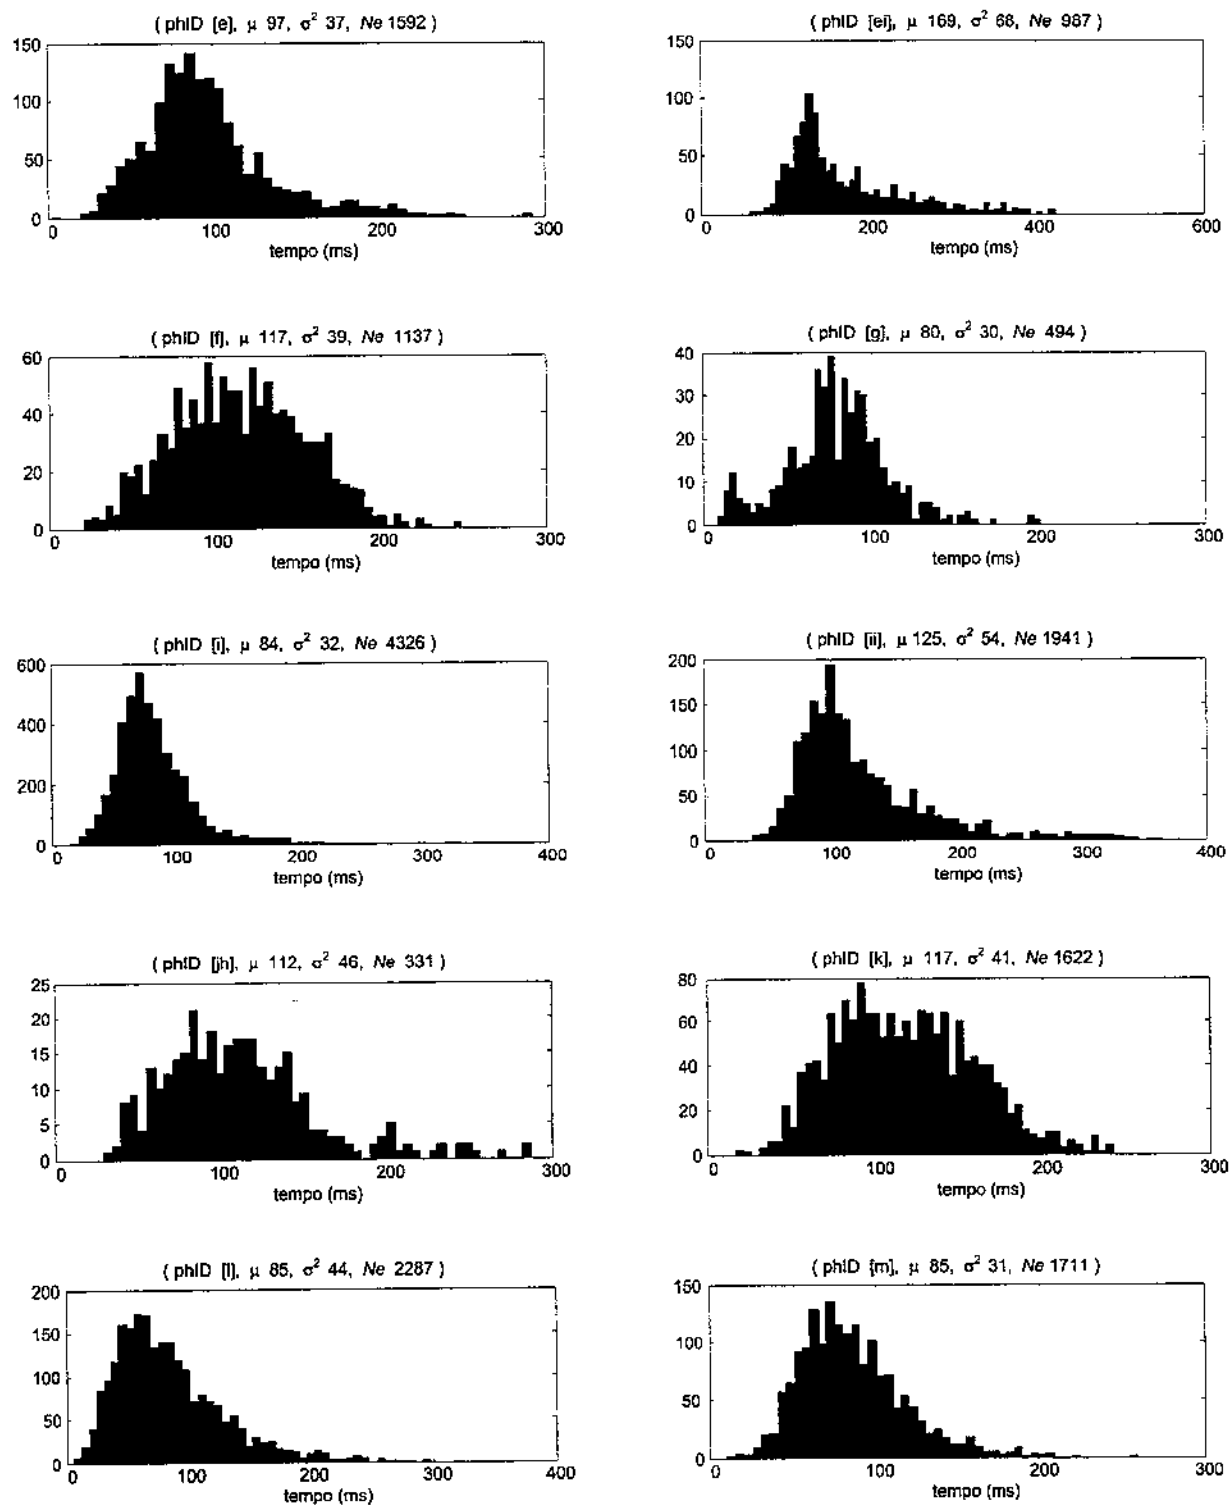 ( phID [e], μ 97, σ² 37, Ne 1592 )
150
100
50
0
0 100 200 300
tempo (ms)
( phID [ei], μ 169, σ² 68, Ne 987 )
150
100
50
0
0 200 400 600
tempo (ms)
( phID [f], μ 117, σ² 39, Ne 1137 )
60
40
20
0
0 100 200 300
tempo (ms)
( phID [g], μ 80, σ² 30, Ne 494 )
40
30
20
10
0
0 100 200 300
tempo (ms)
( phID [i], μ 84, σ² 32, Ne 4326 )
600
400
200
0
0 100 200 300 400
tempo (ms)
( phID [ii], μ 125, σ² 54, Ne 1941 )
200
150
100
50
0
0 100 200 300 400
tempo (ms)
( phID [jh], μ 112, σ² 46, Ne 331 )
25
20
15
10
5
0
0 100 200 300
tempo (ms)
( phID [k], μ 117, σ² 41, Ne 1622 )
80
60
40
20
0
0 100 200 300
tempo (ms)
( phID [l], μ 85, σ² 44, Ne 2287 )
200
150
100
50
0
0 100 200 300 400
tempo (ms)
( phID [m], μ 85, σ² 31, Ne 1711 )
150
100
50
0
0 100 200 300
tempo (ms)